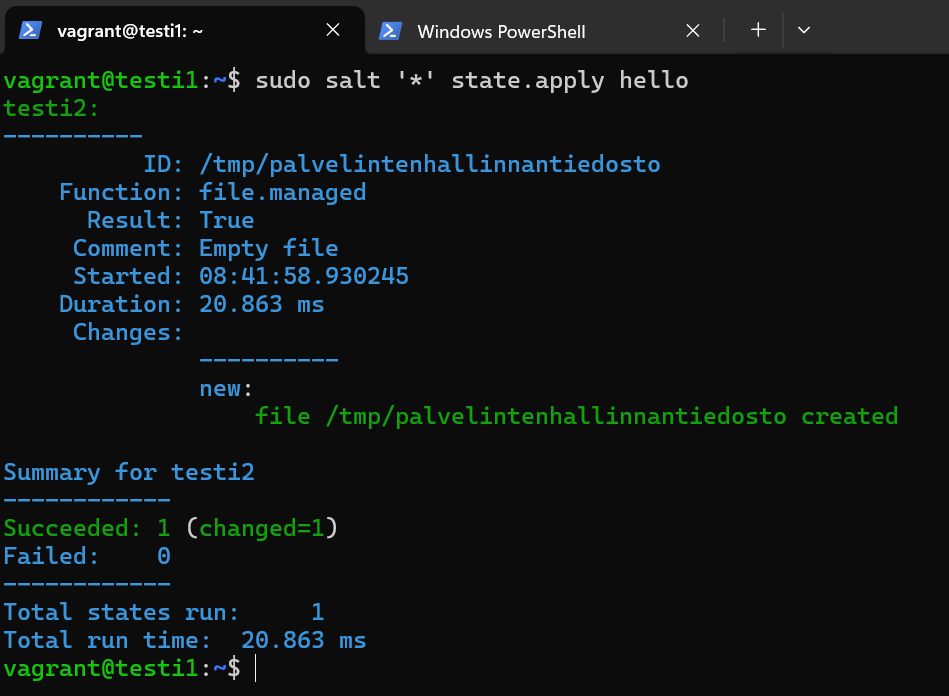 vagrant@testi1: ~
Windows PowerShell
vagrant@testi1:~$ sudo salt '*' state.apply hello
testi2:
----------
          ID: /tmp/palvelintenhallinnantiedosto
    Function: file.managed
      Result: True
     Comment: Empty file
     Started: 08:41:58.930245
    Duration: 20.863 ms
     Changes:
              ----------
              new:
                  file /tmp/palvelintenhallinnantiedosto created
Summary for testi2
------------
Succeeded: 1 (changed=1)
Failed:    0
------------
Total states run:     1
Total run time:  20.863 ms
vagrant@testi1:~$